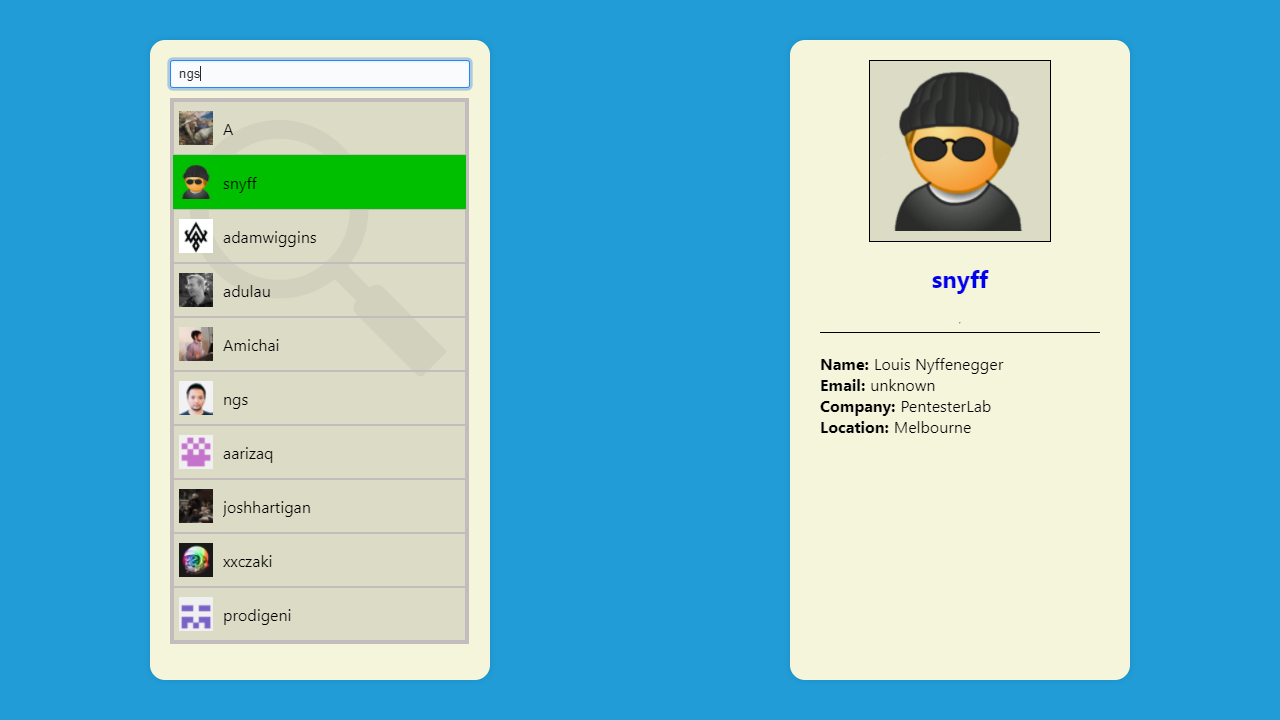 ngs
A
snyff
adamwiggins
adulau
Amichai
ngs
aarizaq
joshhartigan
xxczaki
prodigeni
snyff
.
Name: Louis Nyffenegger
Email: unknown
Company: PentesterLab
Location: Melbourne